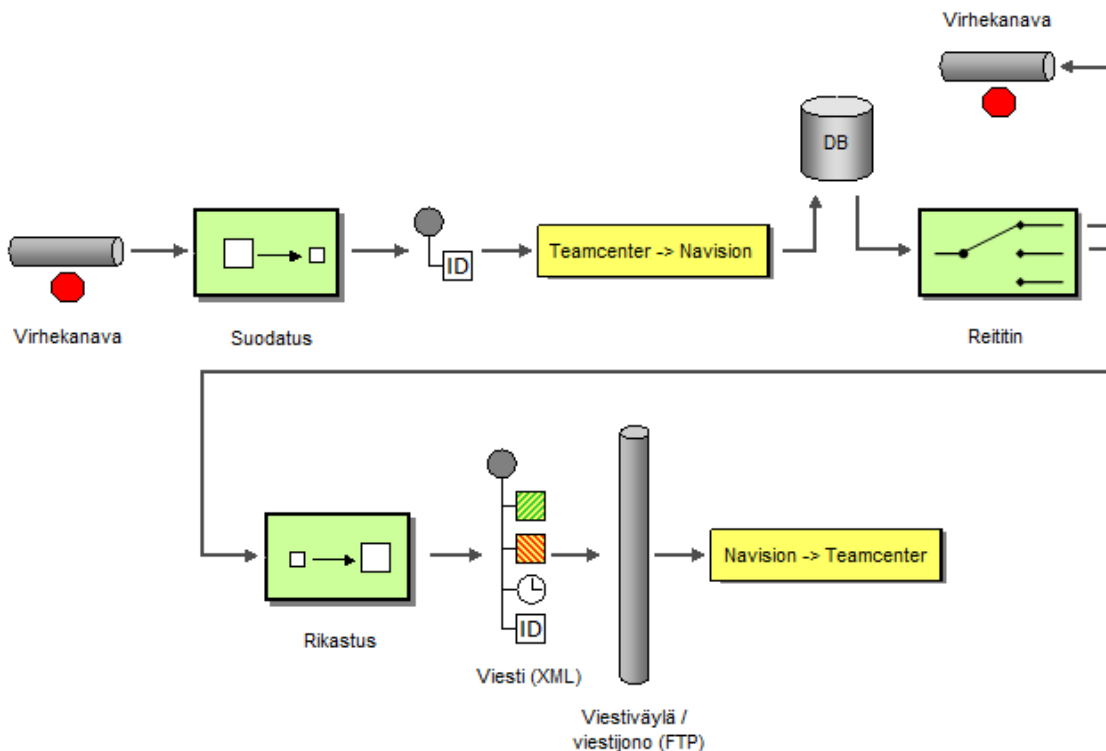 Virhekanava
DB
ID
Teamcenter -> Navision
Virhekanava
Suodatus
Reititin
ID
Navision -> Teamcenter
Rikastus
Viesti (XML)
Viestiväylä /
viestijono (FTP)